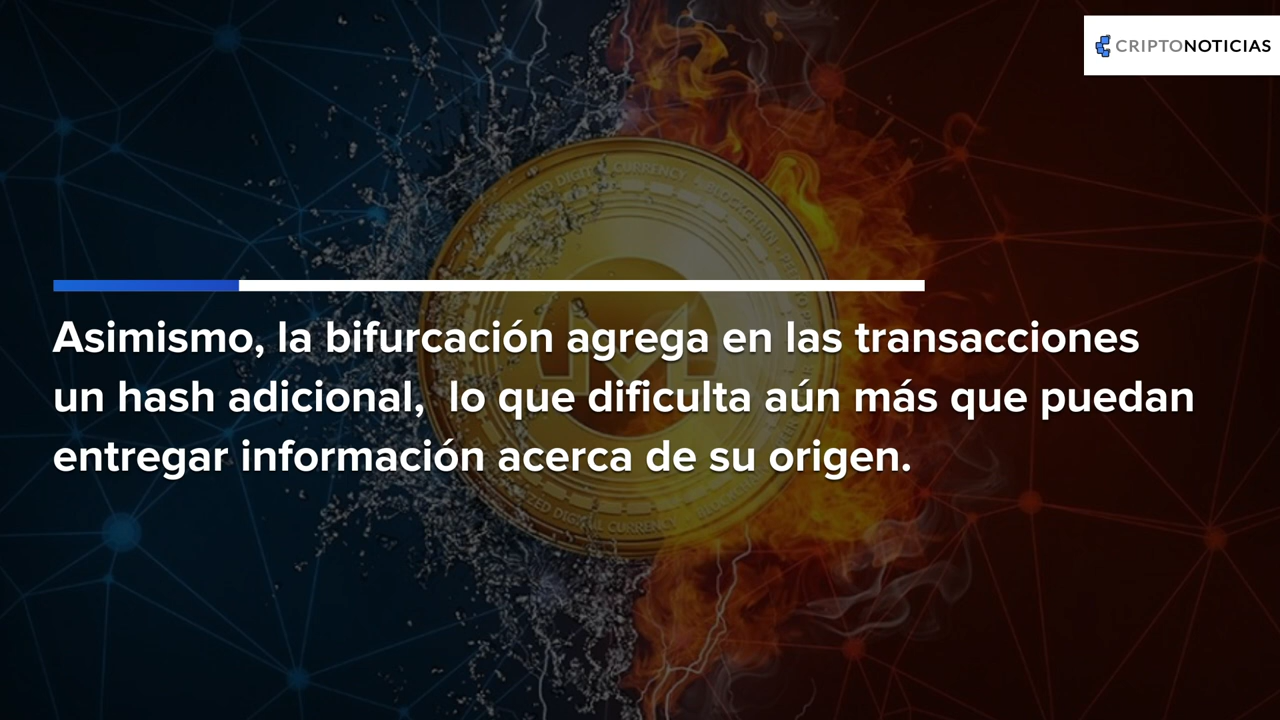 CRIPTONOTICIAS
Asimismo, la bifurcación agrega en las transacciones
un hash adicional,  lo que dificulta aún más que puedan
entregar información acerca de su origen.